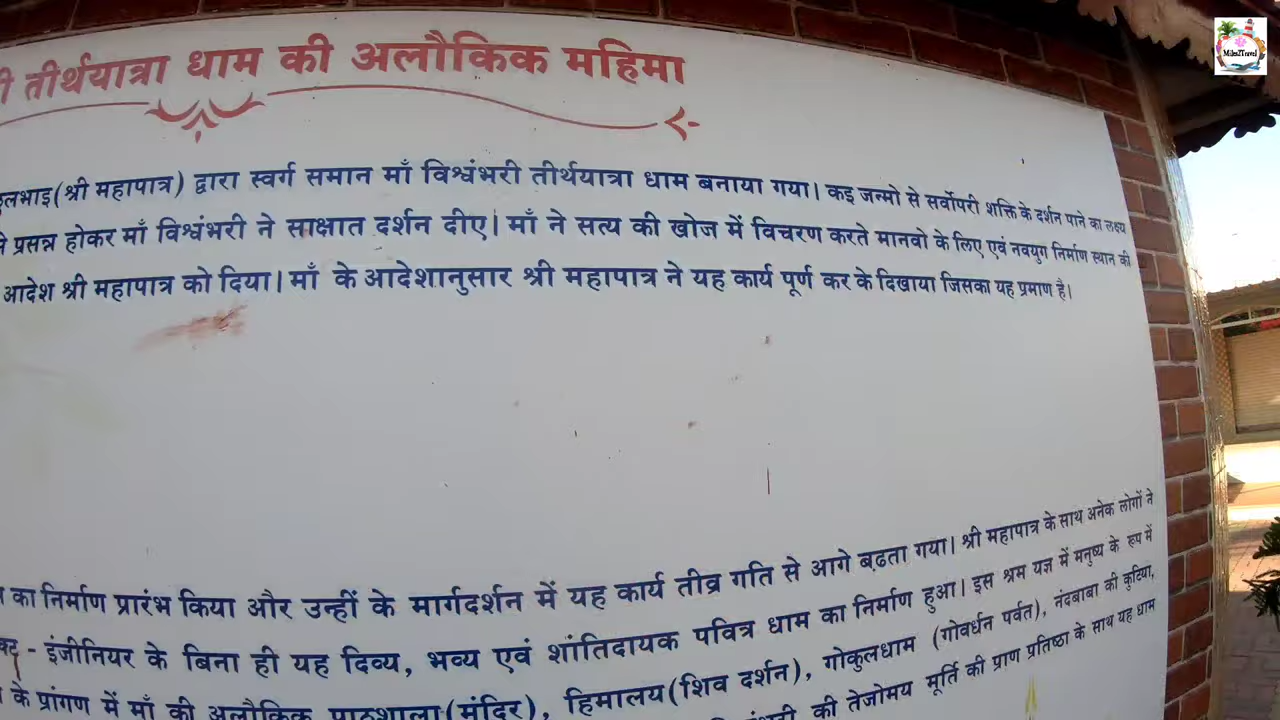 तीर्थयात्रा धाम की अलौकिक महिमा
(श्री महापात्र) द्वारा स्वर्ग समान माँ विश्वंभरी तीर्थयात्रा धाम बनाया गया। कइ जन्मो से सर्वोपरी शक्ति के दर्शन पाने का लक्ष्य
प्रसन्न होकर माँ विश्वंभरी ने साक्षात दर्शन दीए। माँ ने सत्य की खोज में विचरण करते मानवो के लिए एवं नवयुग निर्माण स्थान की
आदेश श्री महापात्र को दिया। माँ के आदेशानुसार श्री महापात्र ने यह कार्य पूर्ण कर के दिखाया जिसका यह प्रमाण है।
का निर्माण प्रारंभ किया और उन्हीं के मार्गदर्शन में यह कार्य तीव्र गति से आगे बढ़ता गया। श्री महापात्र के साथ अनेक लोगों ने
- इंजीनियर के बिना ही यह दिव्य, भव्य एवं शांतिदायक पवित्र धाम का निर्माण हुआ। इस श्रम यज्ञ में मनुष्य के रूप में
के प्रांगण में माँ की अलौकिक पाठशाला(मंदिर), हिमालय(शिव दर्शन), गोकुलधाम (गोवर्धन पर्वत), नंदबाबा की कुटिया,
की तेजोमय मूर्ति की प्राण प्रतिष्ठा के साथ यह धाम
Miles2Travel